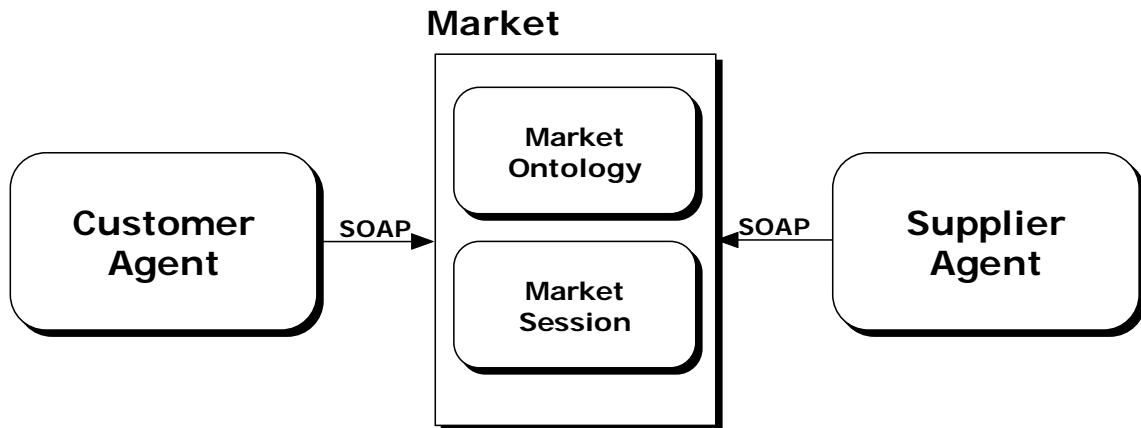 Market
Market
Ontology
Customer
Agent
SOAP
SOAP
Supplier
Agent
Market
Session